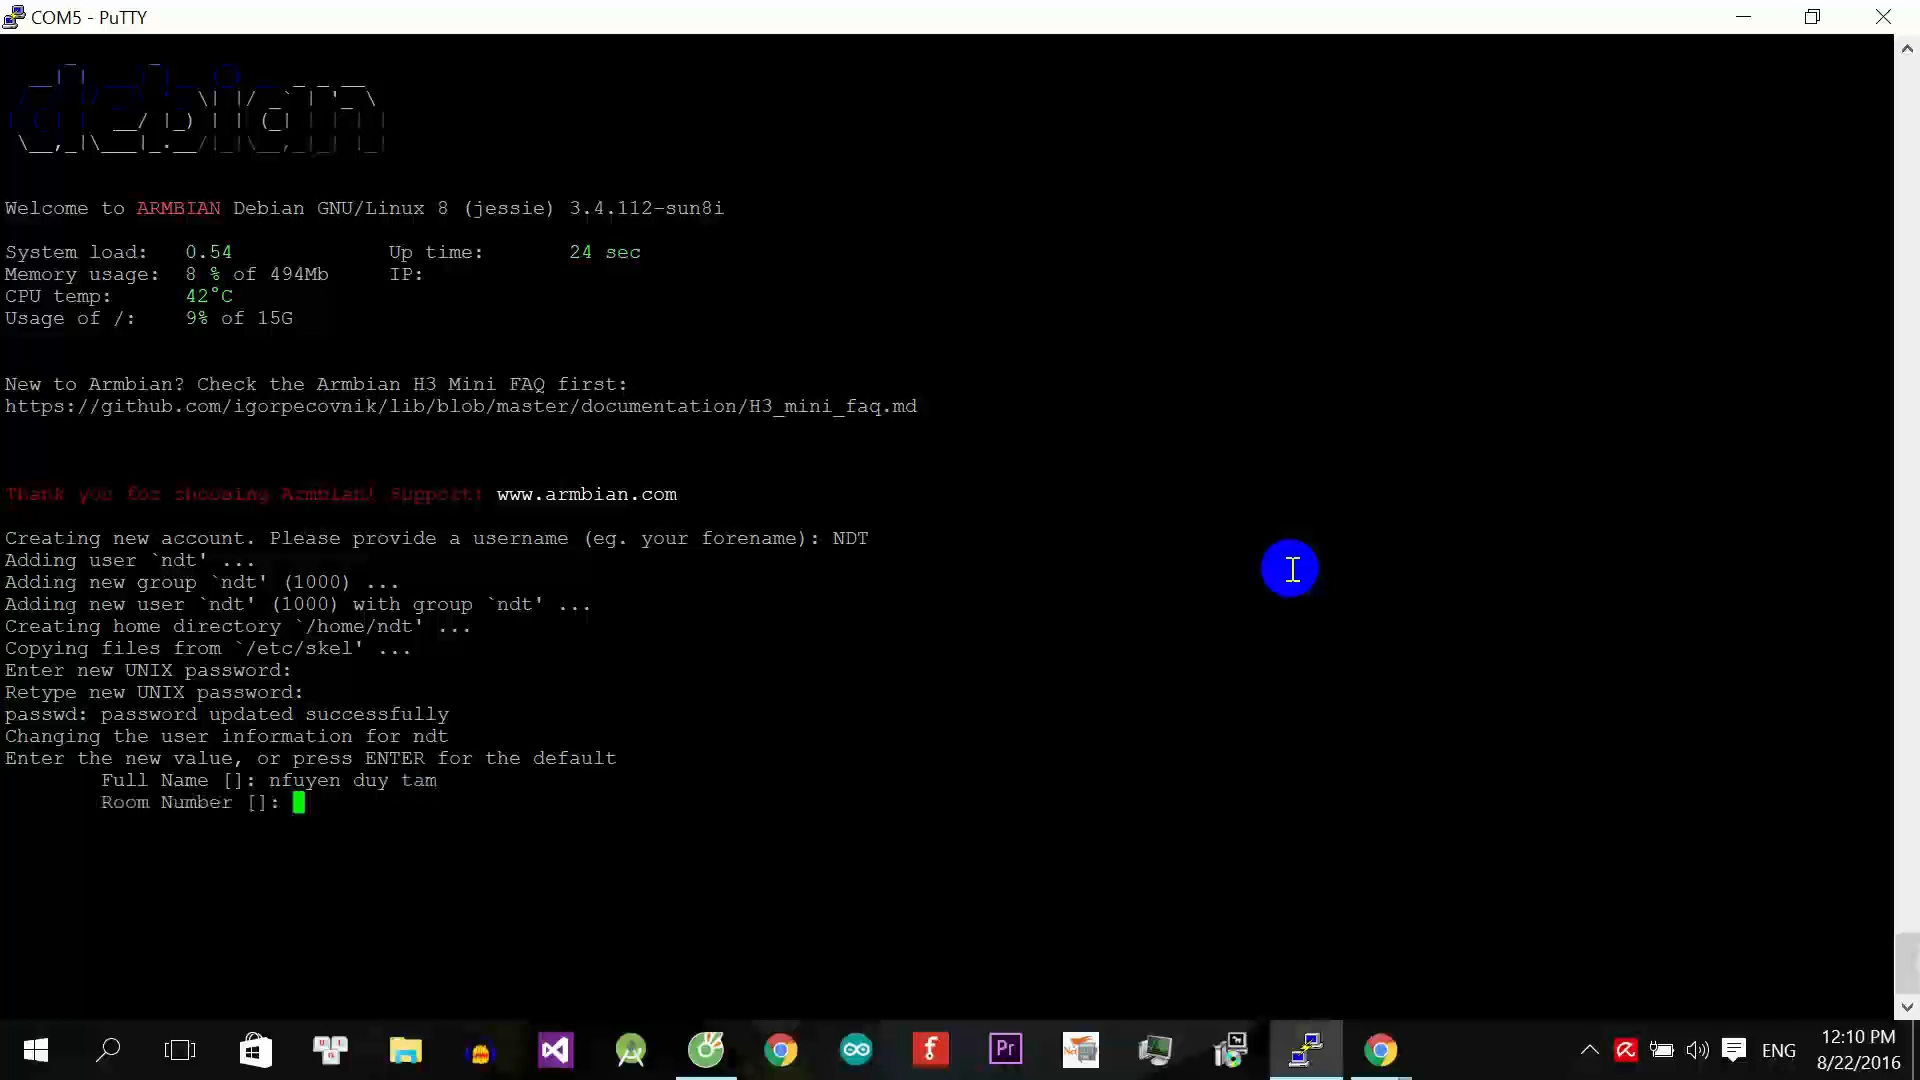 COM5 - PuTTY
debian
Welcome to ARMBIAN Debian GNU/Linux 8 (jessie) 3.4.112-sun8i
System load: 0.54 Up time: 24 sec
Memory usage: 8 % of 494Mb IP:
CPU temp: 42°C
Usage of /: 9% of 15G
New to Armbian? Check the Armbian H3 Mini FAQ first:
https://github.com/igorpecovnik/lib/blob/master/documentation/H3_mini_faq.md
Thank you for choosing Armbian! Support: www.armbian.com
Creating new account. Please provide a username (eg. your forename): NDT
Adding user `ndt' ...
Adding new group `ndt' (1000) ...
Adding new user `ndt' (1000) with group `ndt' ...
Creating home directory `/home/ndt' ...
Copying files from `/etc/skel' ...
Enter new UNIX password:
Retype new UNIX password:
passwd: password updated successfully
Changing the user information for ndt
Enter the new value, or press ENTER for the default
Full Name []: nfuyen duy tam
Room Number []:
Pr
ENG
12:10 PM
8/22/2016